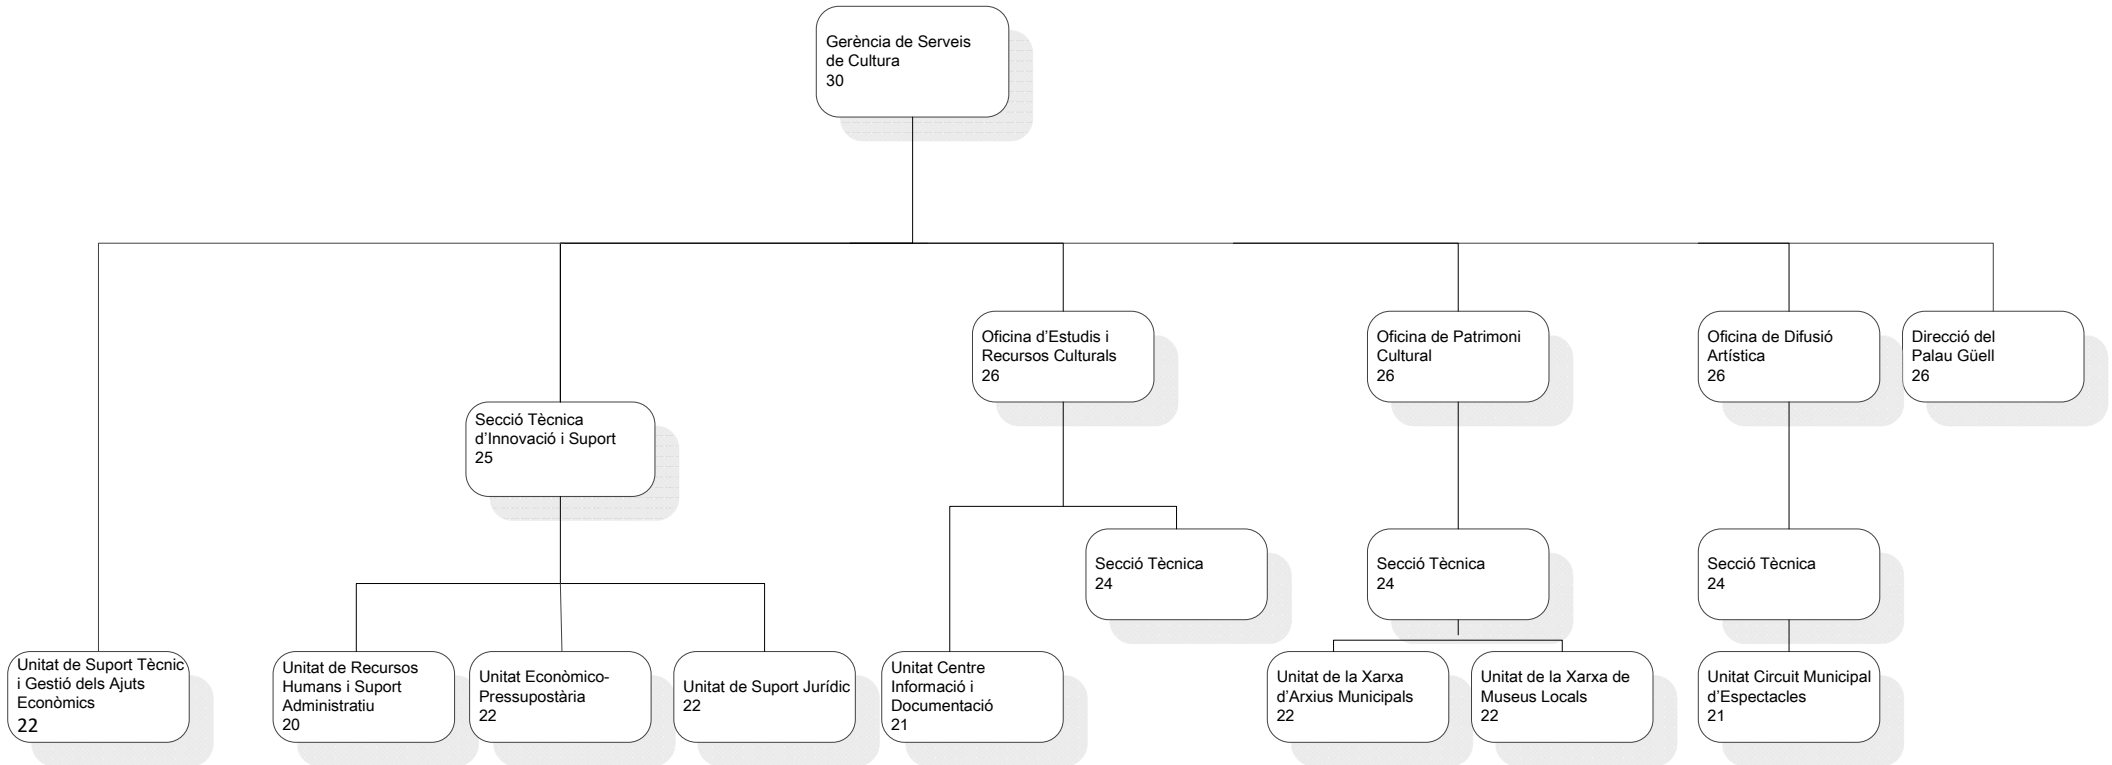 Gerència de Serveis
de Cultura
30
Oficina d’Estudis i
Recursos Culturals
26
Oficina de Patrimoni
Cultural
26
Oficina de Difusió
Artística
26
Direcció del
Palau Güell
26
Secció Tècnica
d’Innovació i Suport
25
Secció Tècnica
24
Secció Tècnica
24
Secció Tècnica
24
Unitat de Suport Tècnic
i Gestió dels Ajuts
Econòmics
22
Unitat de Recursos
Humans i Suport
Administratiu
20
Unitat Econòmico-
Pressupostària
22
Unitat de Suport Jurídic
22
Unitat Centre
Informació i
Documentació
21
Unitat de la Xarxa
d’Arxius Municipals
22
Unitat de la Xarxa de
Museus Locals
22
Unitat Circuit Municipal
d’Espectacles
21